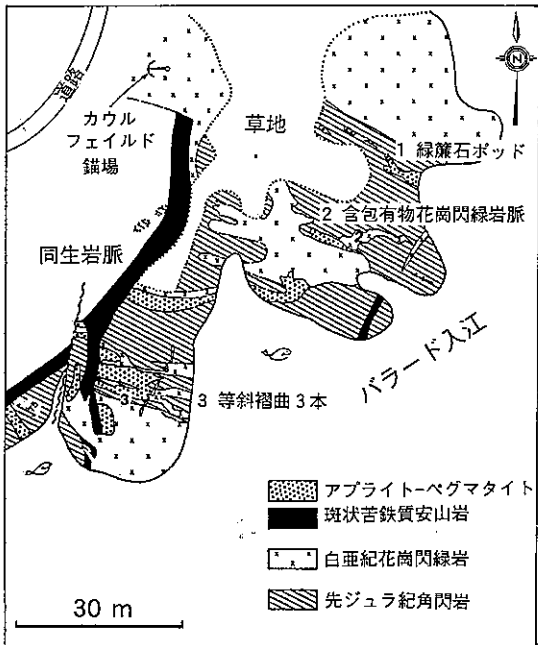 道路
カウル
フェイルド
錨場
草地
N
1 緑簾石ポッド
2 含包有物花崗閃緑岩脈
2
同生岩脈
バラード入江
3
3 等斜褶曲3本
アプライトーペグマタイト
斑状苦鉄質安山岩
白亜紀花崗閃緑岩
先ジュラ紀角閃岩
30 m